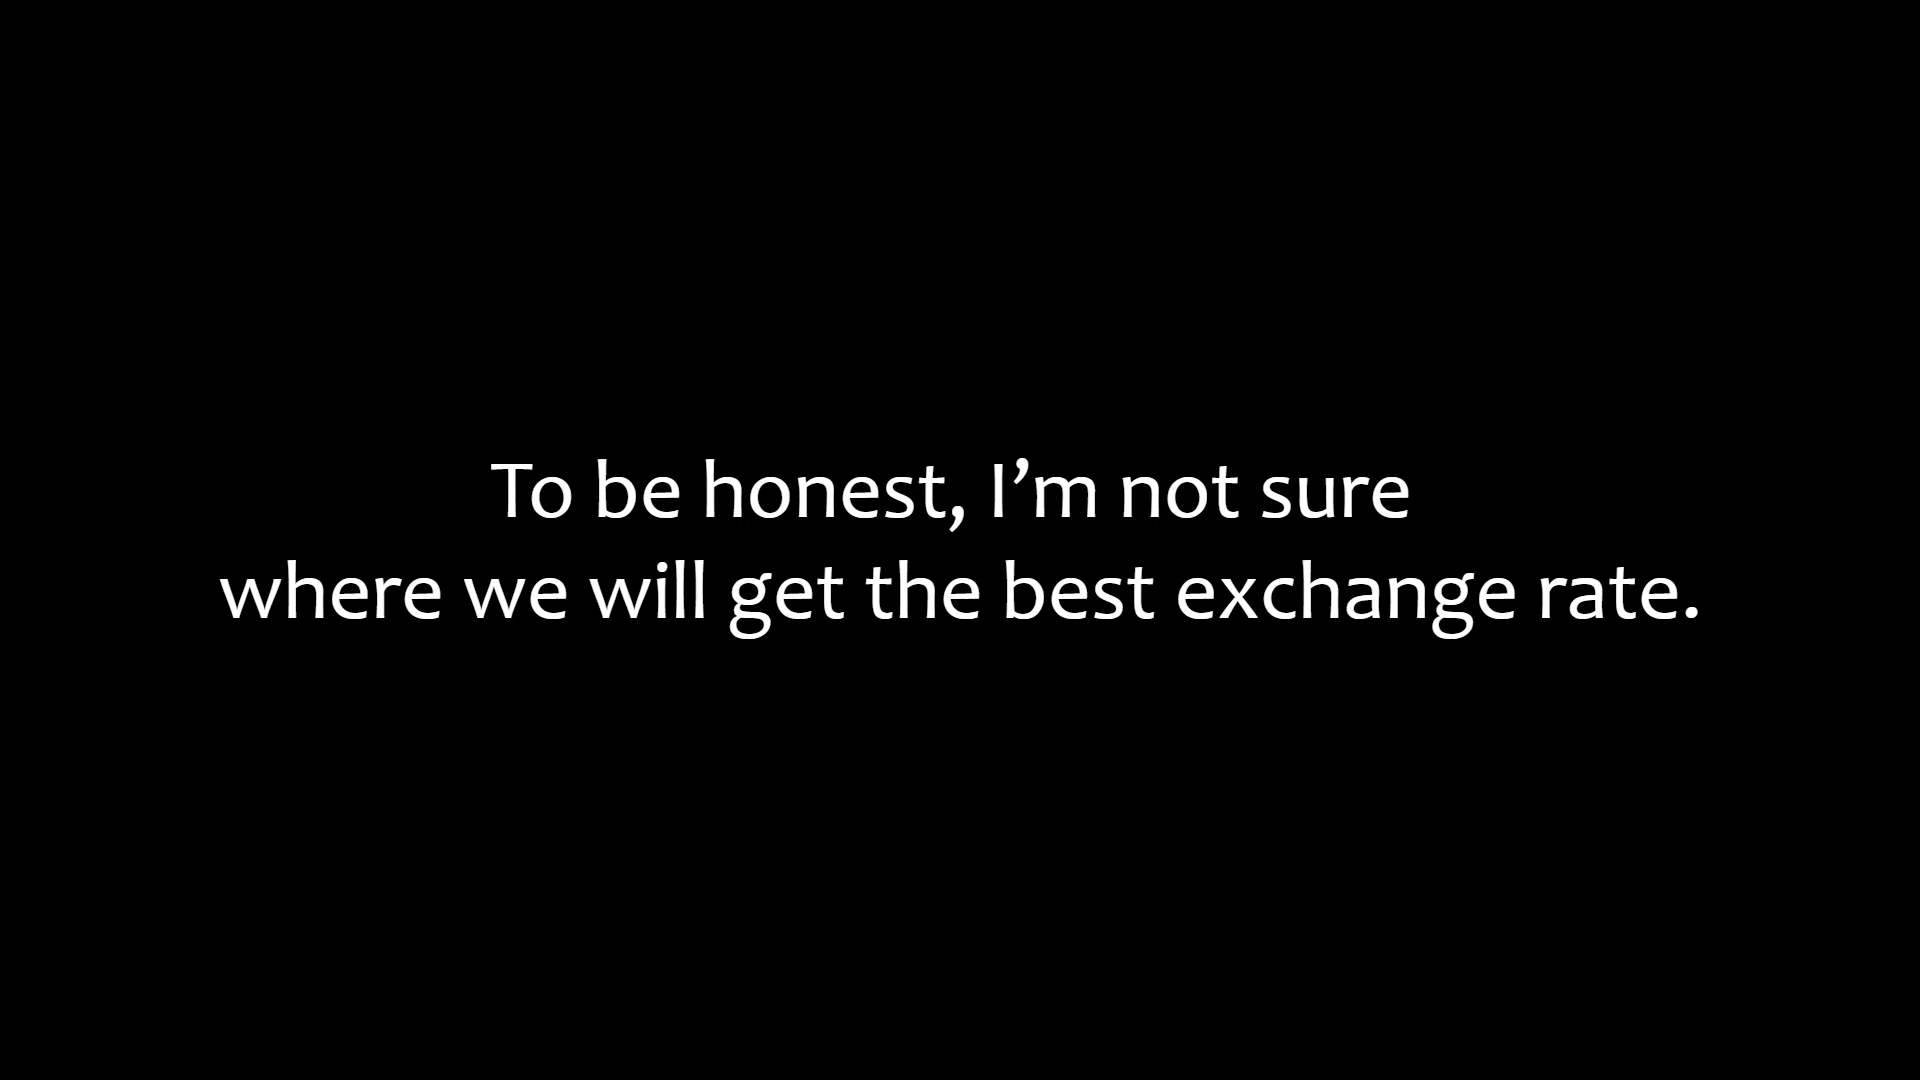 To be honest, I’m not sure
where we will get the best exchange rate.